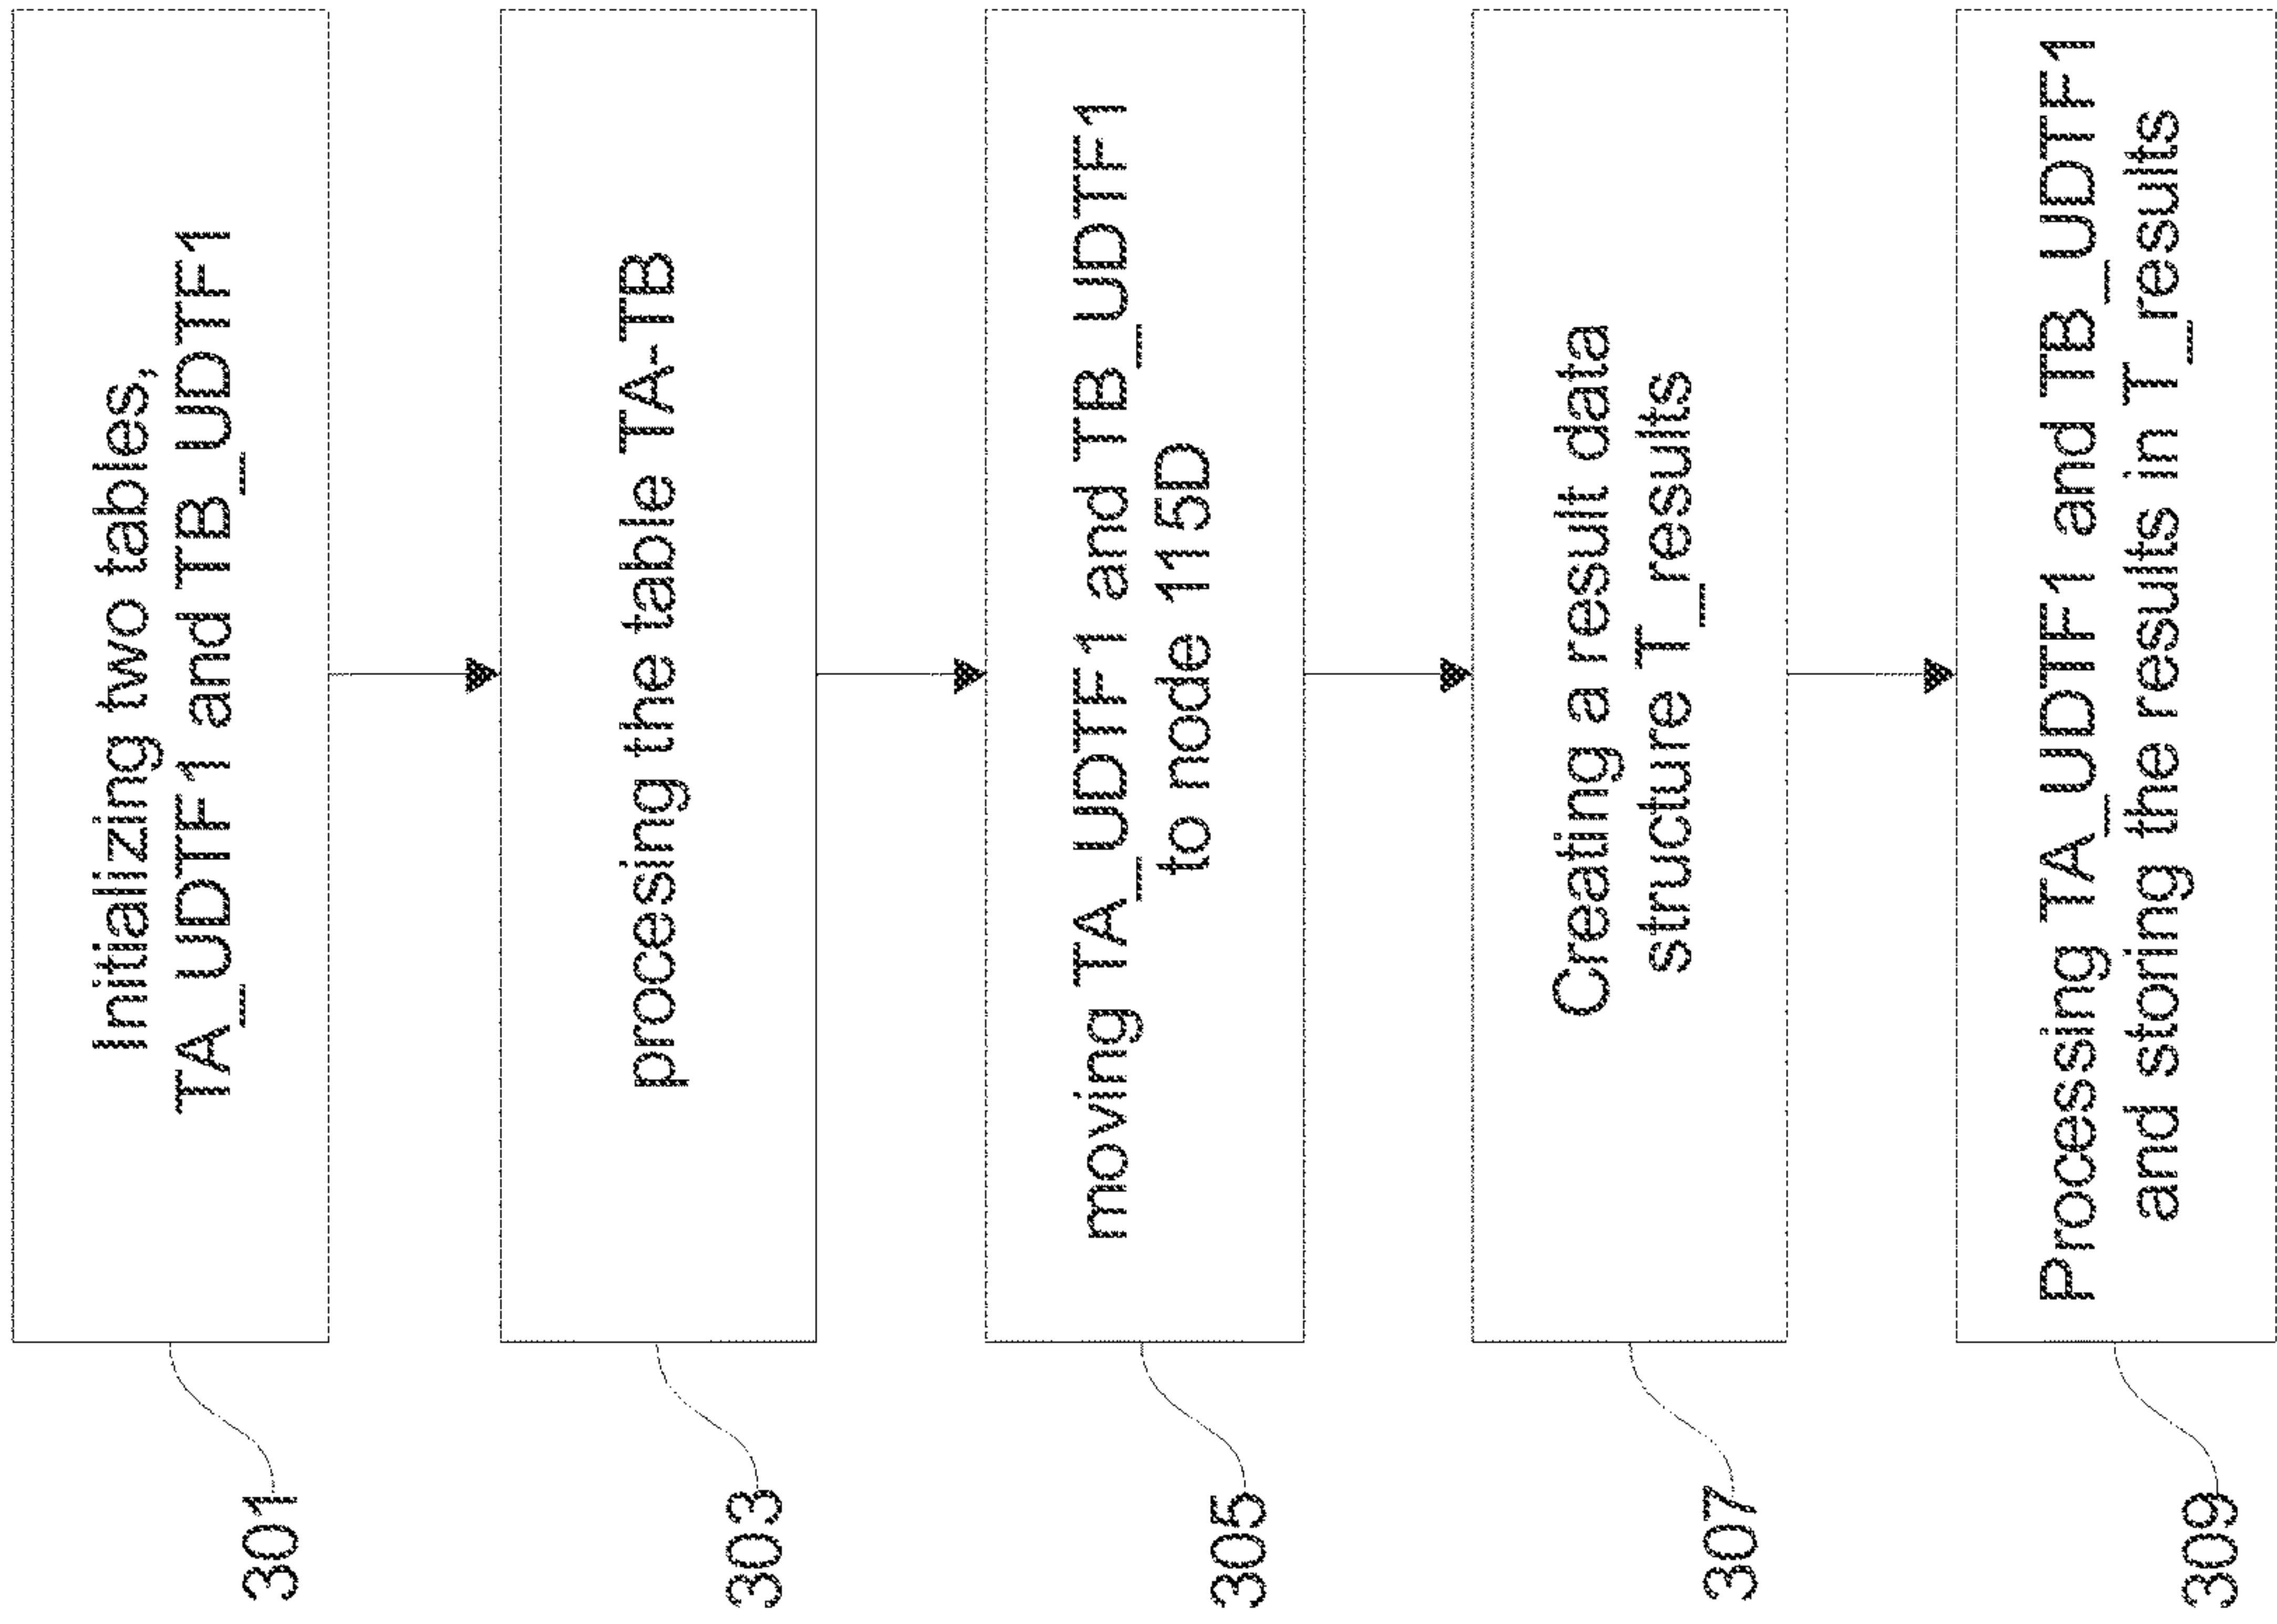 301
Initializing two tables,
TA_UDTF1 and TB_UDTF1
303
processing the table TA-TB
305
moving TA_UDTF1 and TB_UDTF1
to node 115D
307
Creating a result data
structure T_results
309
Processing TA_UDTF1 and TB_UDTF1
and storing the results in T_results